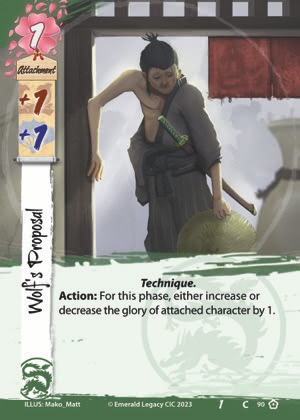 1
Attachment
+1
+1
Wolf's Proposal
Technique.
Action: For this phase, either increase or
decrease the glory of attached character by 1.
ILLUS: Mako_Matt
© Emerald Legacy CIC 2023
1
C
90